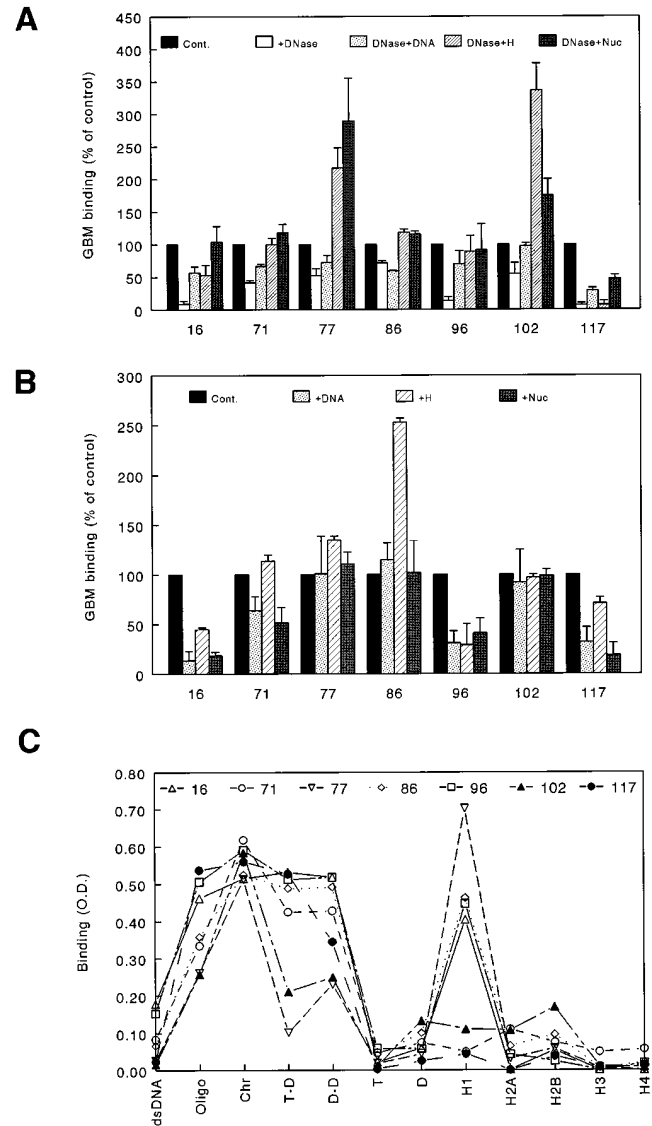 A
GBM binding (% of control)
450
400
350
300
250
200
150
100
50
0
Cont. +DNase DNase+DNA DNase+H DNase+Nuc
16 71 77 86 96 102 117
B
GBM binding (% of control)
300
250
200
150
100
50
0
Cont. +DNA +H +Nuc
16 71 77 86 96 102 117
C
Binding (O.D.)
0.80
0.70
0.60
0.50
0.40
0.30
0.20
0.10
0.00
16 71 77 86 96 102 117
dsDNA Oligo Chr T-D D-D T D H1 H2A H2B H3 H4